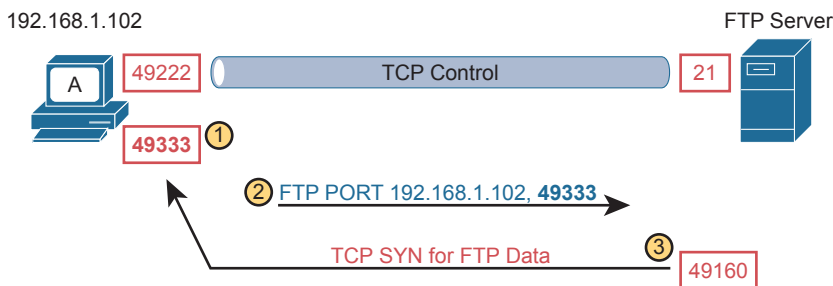 192.168.1.102 FTP Server
A 49222 TCP Control 21
49333 1
2 FTP PORT 192.168.1.102, 49333
TCP SYN for FTP Data 3
49160